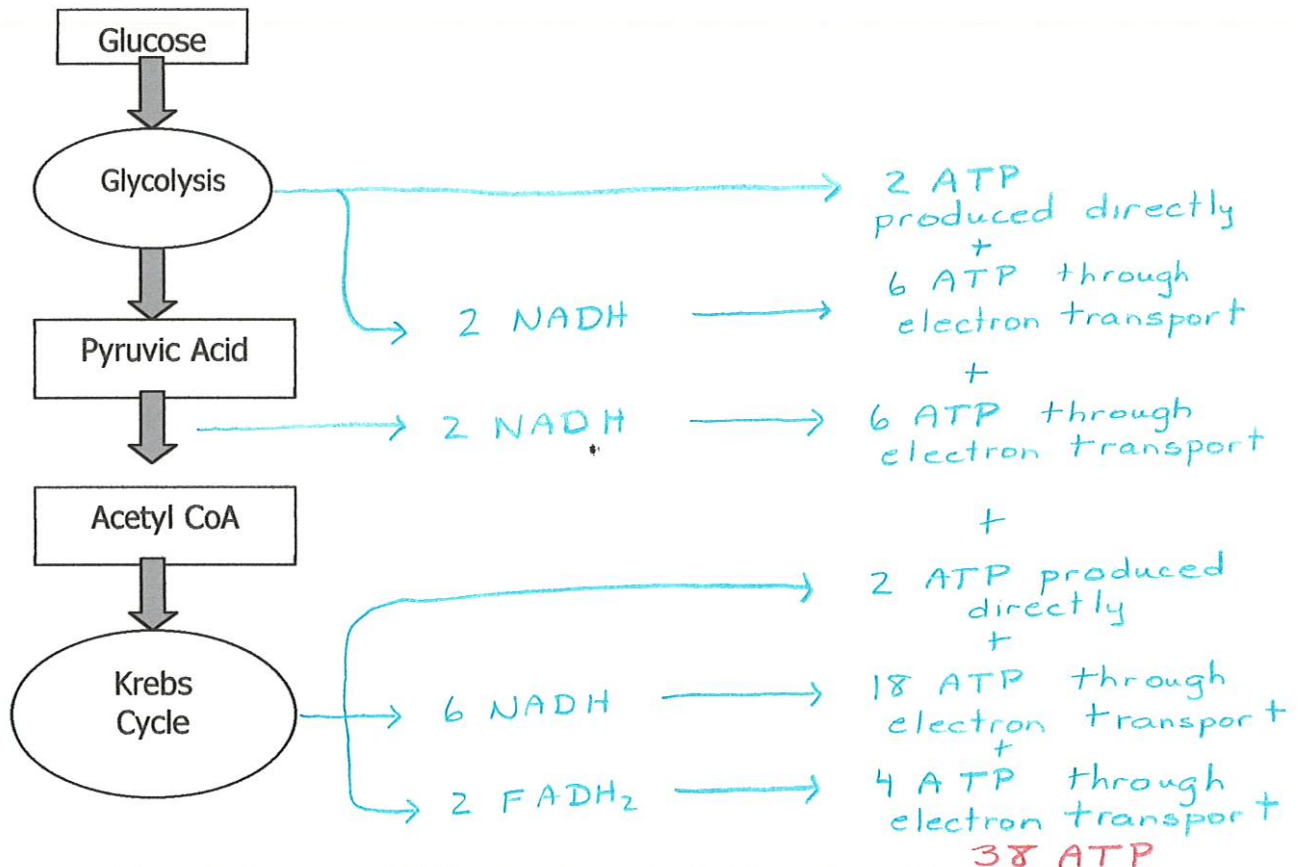 Glucose
Glycolysis
2 ATP
produced directly
+
2 NADH
6 ATP through
electron transport
Pyruvic Acid
+
2 NADH
6 ATP through
electron transport
Acetyl CoA
+
2 ATP produced
directly
+
Krebs
Cycle
6 NADH
18 ATP through
electron transport
+
2 FADH₂
4 ATP through
electron transport
38 ATP